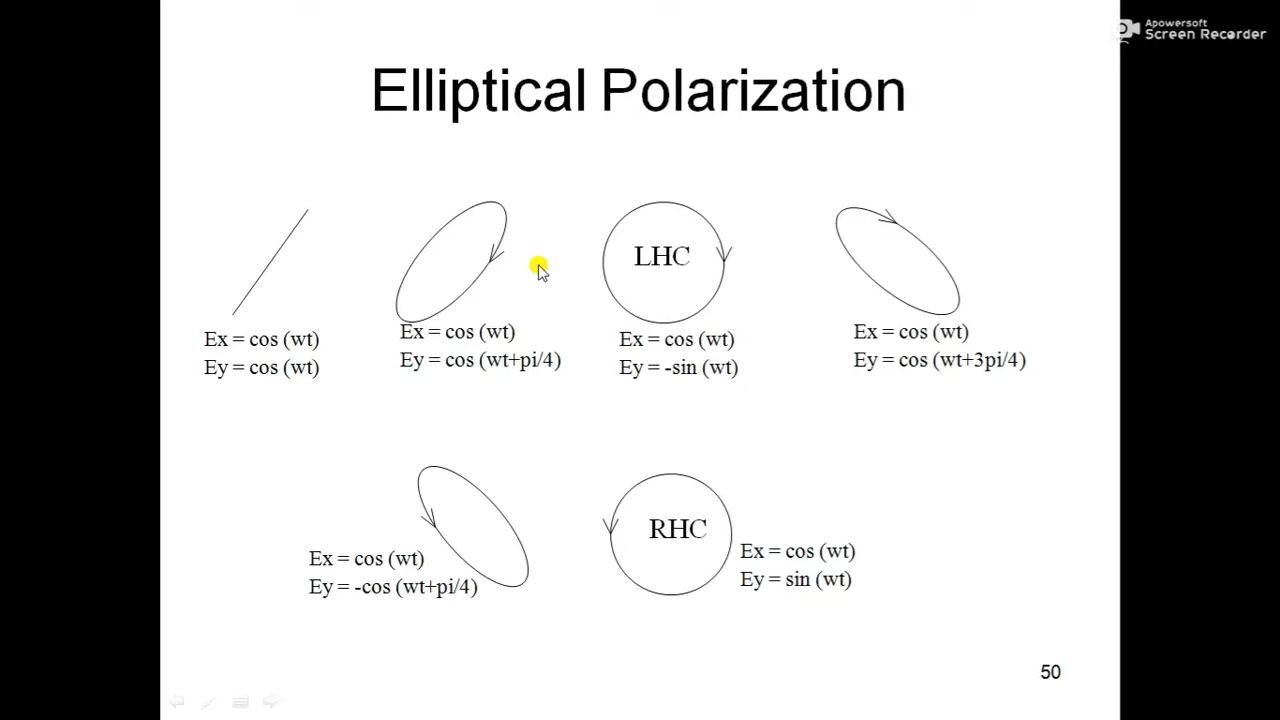 Apowersoft
Screen Recorder
Elliptical Polarization
LHC
Ex = cos (wt)
Ey = cos (wt)
Ex = cos (wt)
Ey = cos (wt+pi/4)
Ex = cos (wt)
Ey = -sin (wt)
Ex = cos (wt)
Ey = cos (wt+3pi/4)
RHC
Ex = cos (wt)
Ey = -cos (wt+pi/4)
Ex = cos (wt)
Ey = sin (wt)
50